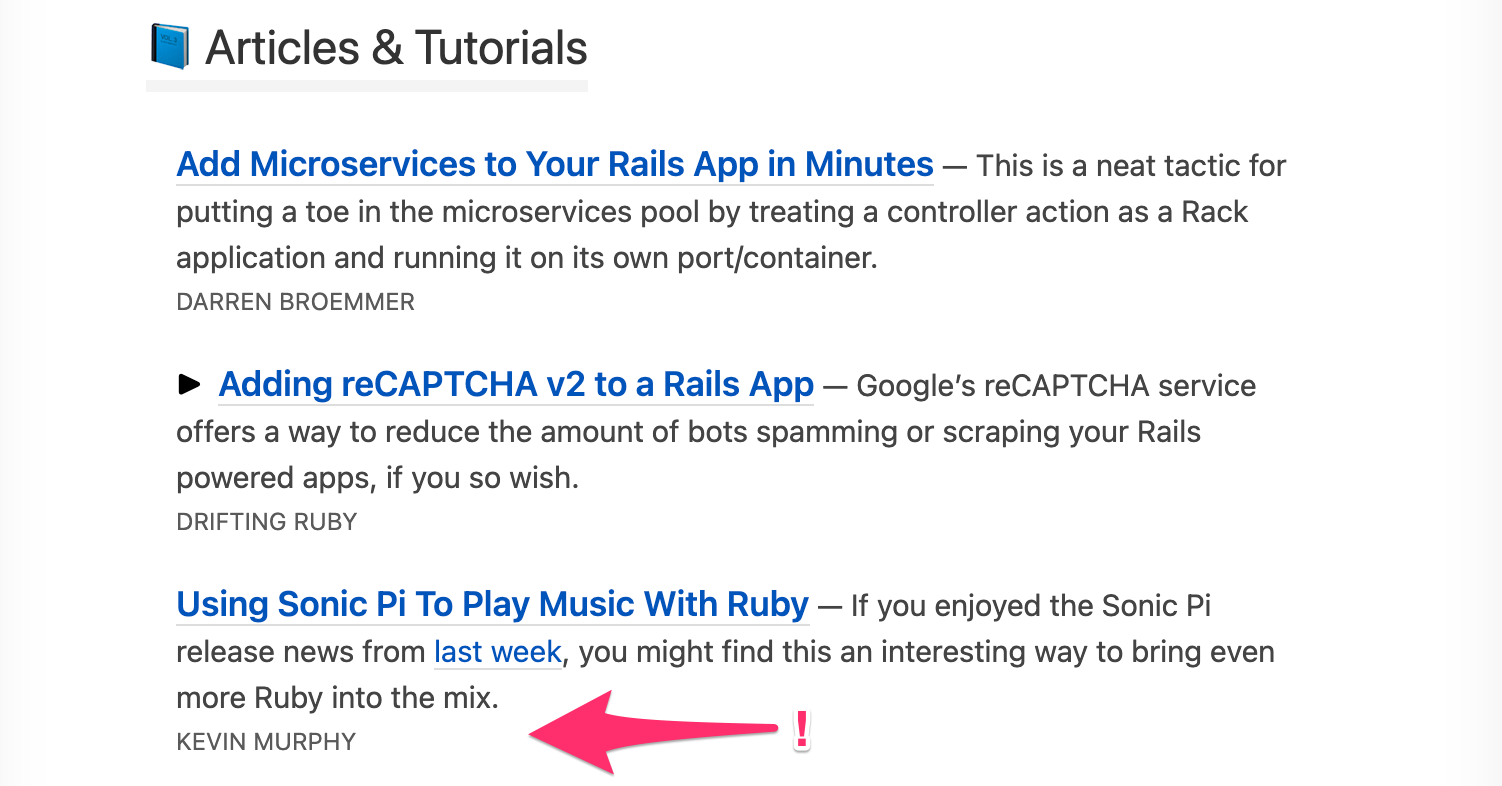 Articles & Tutorials
Add Microservices to Your Rails App in Minutes — This is a neat tactic for
putting a toe in the microservices pool by treating a controller action as a Rack
application and running it on its own port/container.
DARREN BROEMMER
Adding reCAPTCHA v2 to a Rails App — Google’s reCAPTCHA service
offers a way to reduce the amount of bots spamming or scraping your Rails
powered apps, if you so wish.
DRIFTING RUBY
Using Sonic Pi To Play Music With Ruby — If you enjoyed the Sonic Pi
release news from last week, you might find this an interesting way to bring even
more Ruby into the mix.
!
KEVIN MURPHY